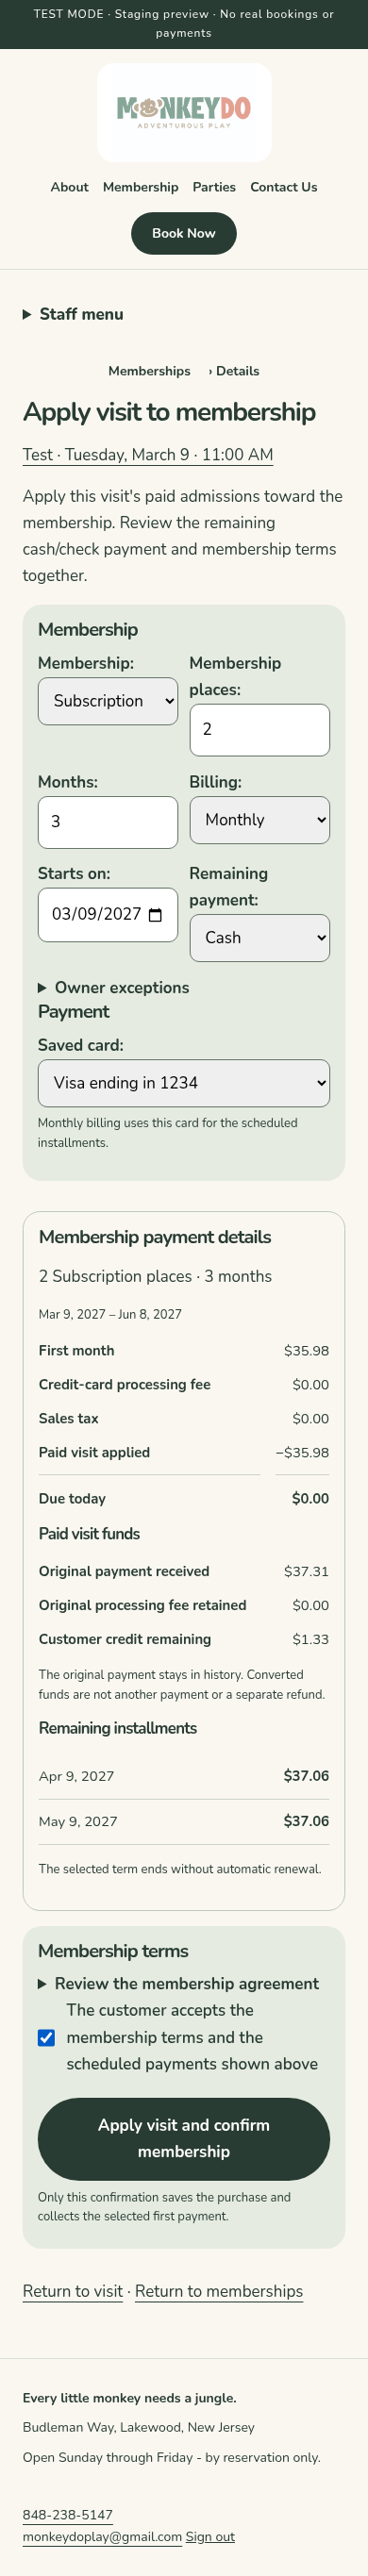 TEST MODE · Staging preview · No real bookings or
payments
MONKEYDO
ADVENTUROUS PLAY
About Membership Parties Contact Us
Book Now
▶ Staff menu
Memberships › Details
Apply visit to membership
Test · Tuesday, March 9 · 11:00 AM
Apply this visit's paid admissions toward the
membership. Review the remaining
cash/check payment and membership terms
together.
Membership
Membership:
Subscription
Membership
places:
2
Months:
3
Billing:
Monthly
Starts on:
03/09/2027
Remaining
payment:
Cash
▶ Owner exceptions
Payment
Saved card:
Visa ending in 1234
Monthly billing uses this card for the scheduled
installments.
Membership payment details
2 Subscription places · 3 months
Mar 9, 2027 – Jun 8, 2027
First month $35.98
Credit-card processing fee $0.00
Sales tax $0.00
Paid visit applied −$35.98
Due today $0.00
Paid visit funds
Original payment received $37.31
Original processing fee retained $0.00
Customer credit remaining $1.33
The original payment stays in history. Converted
funds are not another payment or a separate refund.
Remaining installments
Apr 9, 2027 $37.06
May 9, 2027 $37.06
The selected term ends without automatic renewal.
Membership terms
▶ Review the membership agreement
The customer accepts the
membership terms and the
scheduled payments shown above
Apply visit and confirm
membership
Only this confirmation saves the purchase and
collects the selected first payment.
Return to visit · Return to memberships
Every little monkey needs a jungle.
Budleman Way, Lakewood, New Jersey
Open Sunday through Friday - by reservation only.
848-238-5147
monkeydoplay@gmail.com Sign out